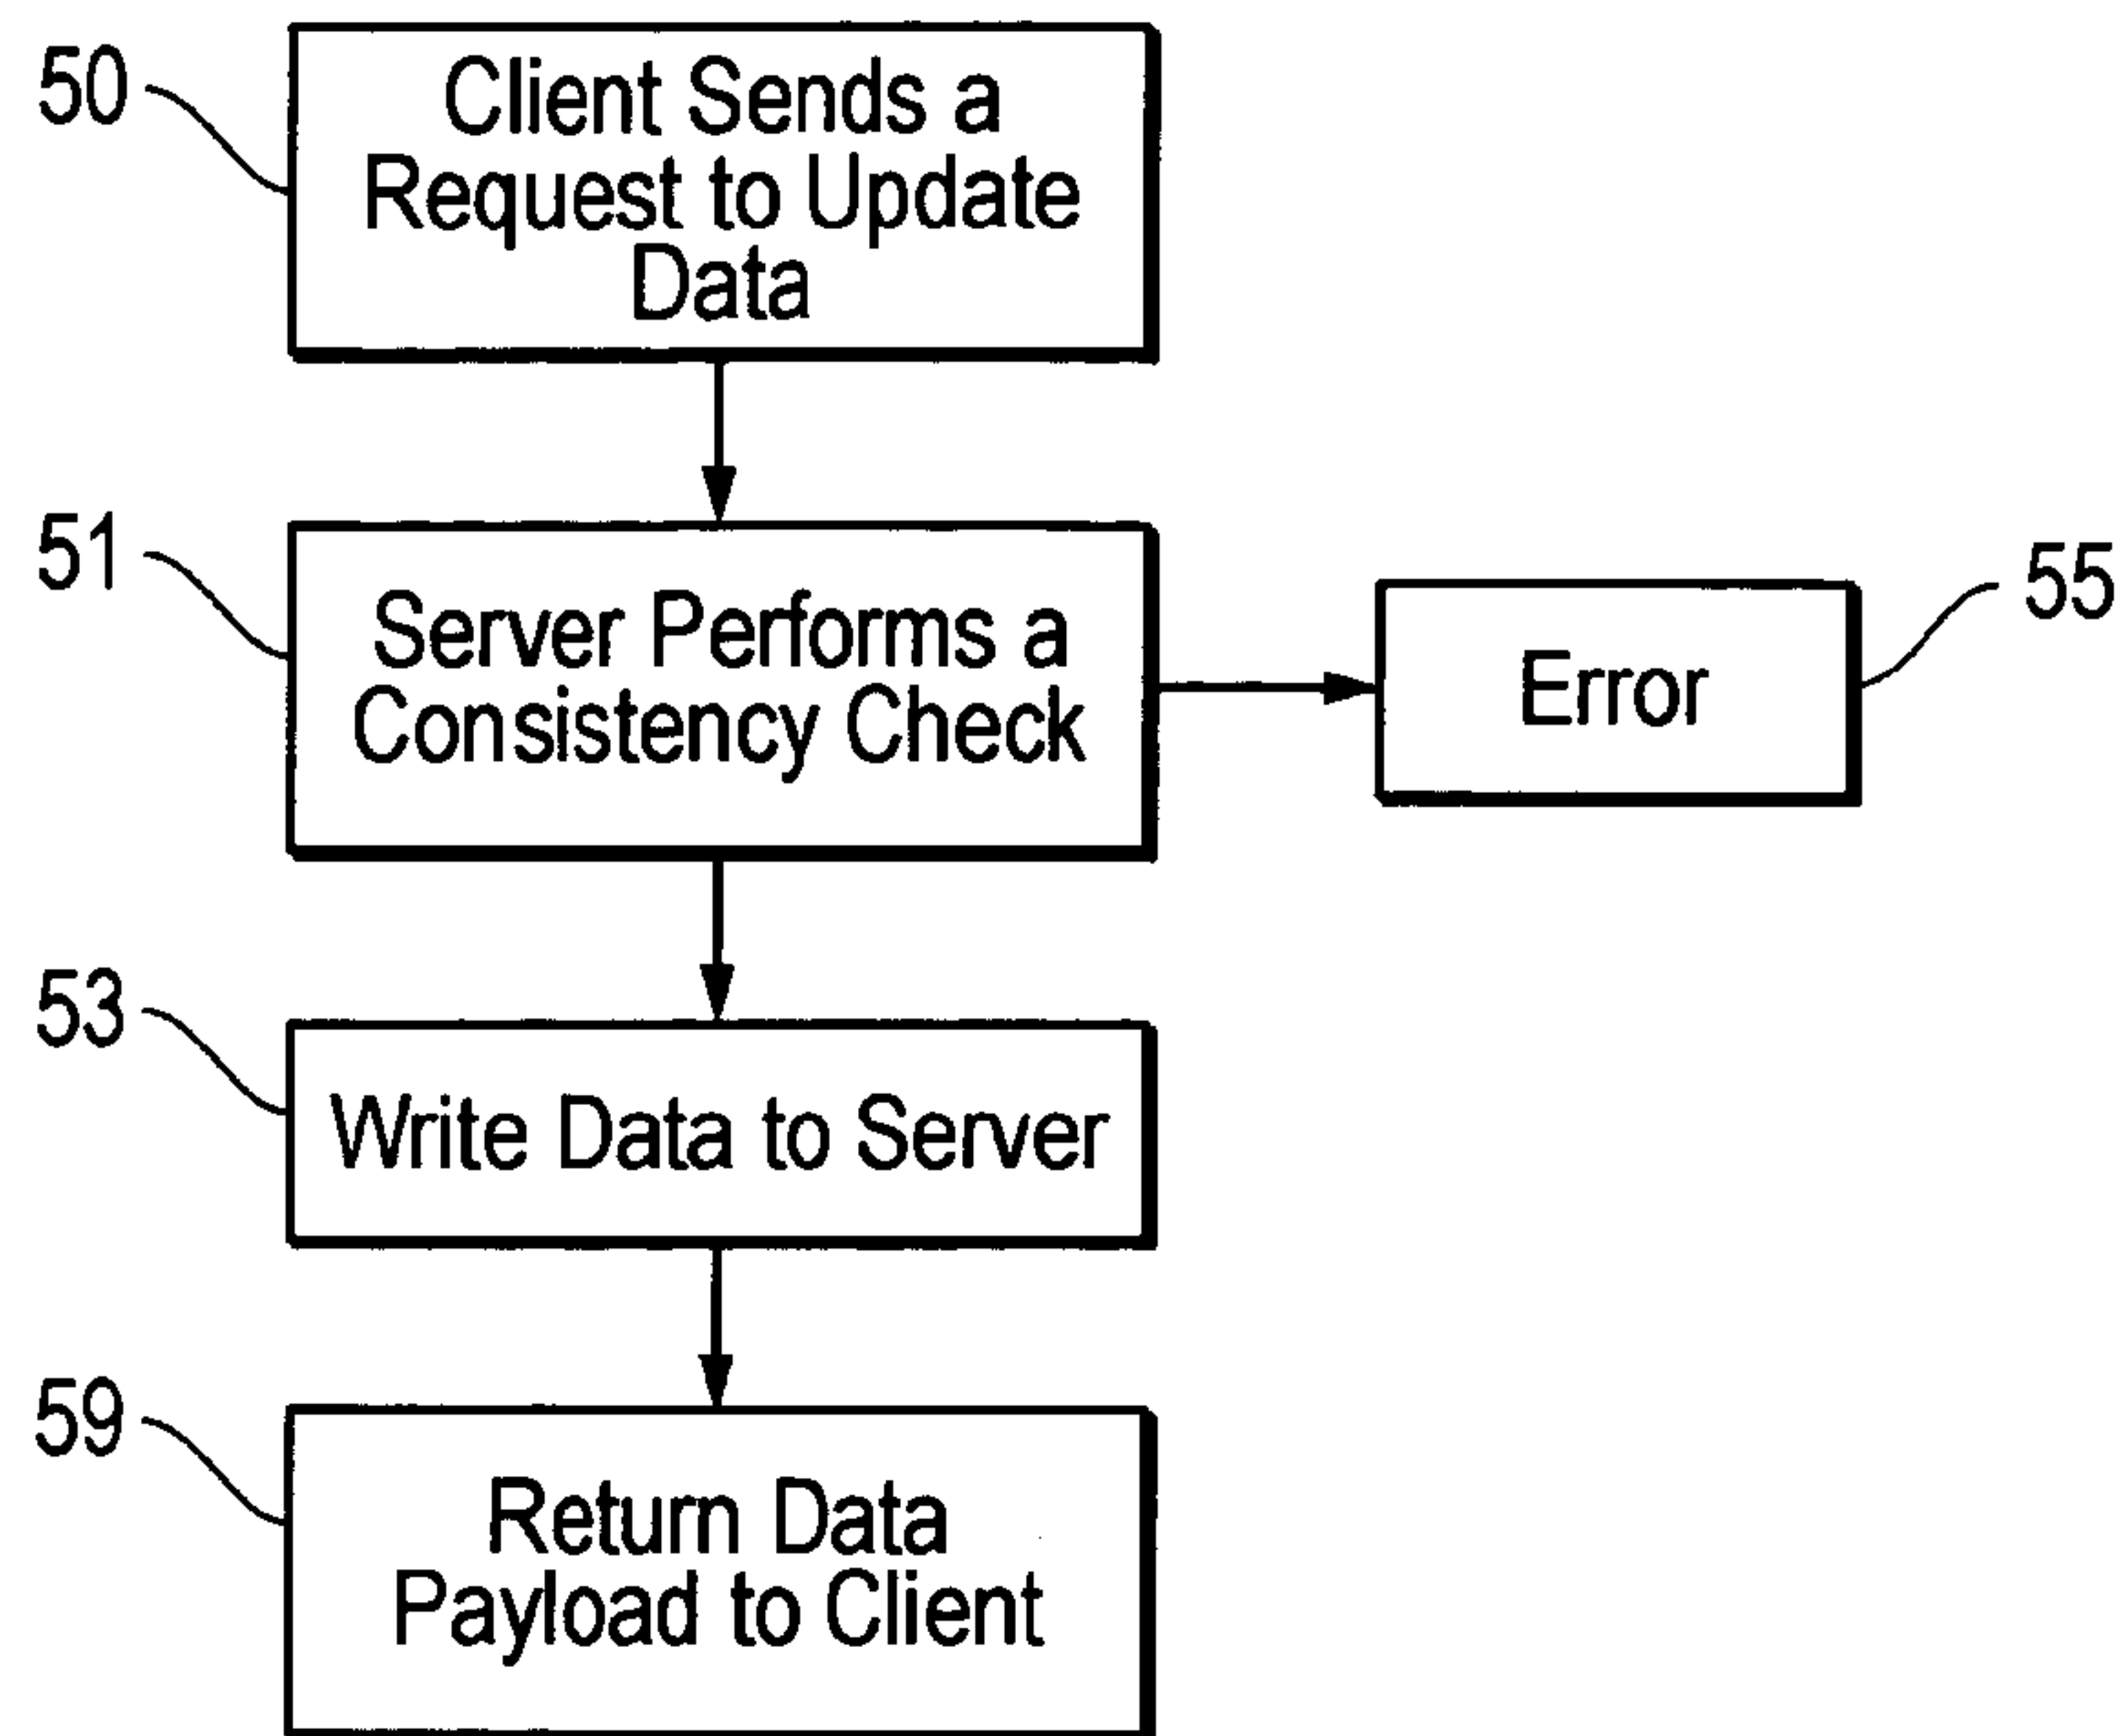 50
Client Sends a
Request to Update
Data
51
Server Performs a
Consistency Check
55
Error
53
Write Data to Server
59
Return Data
Payload to Client